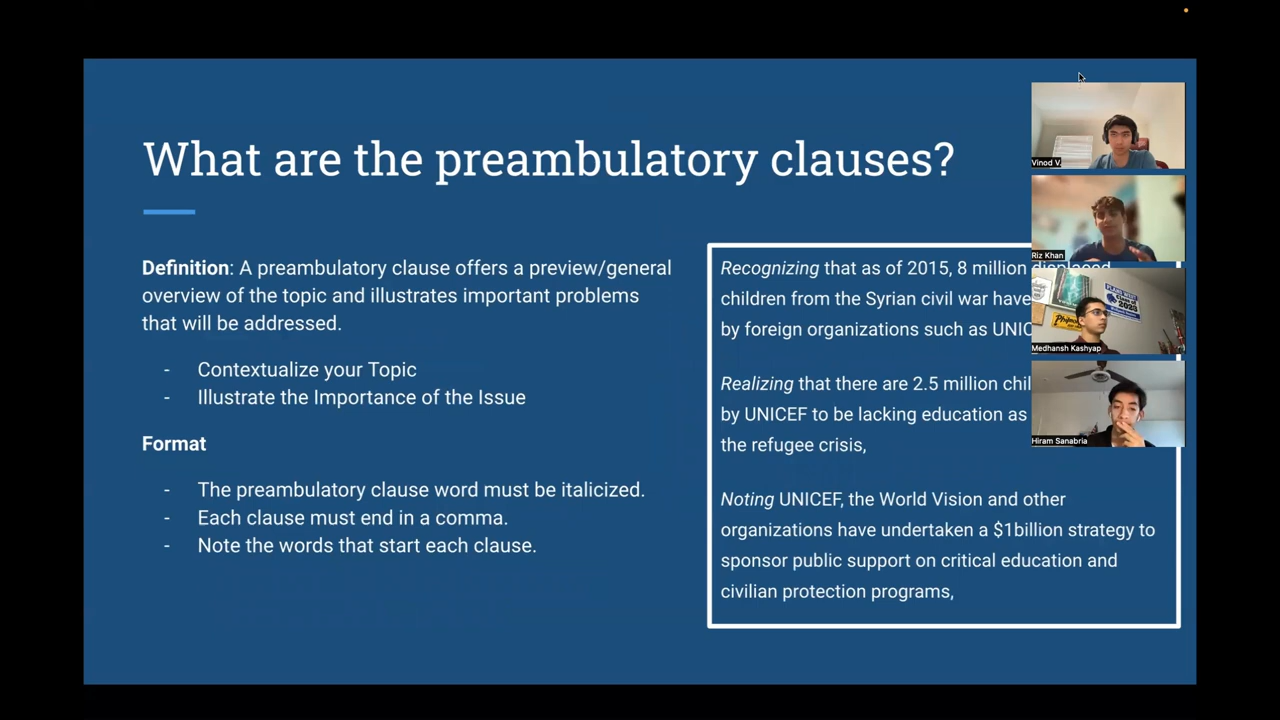 What are the preambulatory clauses?
Definition: A preambulatory clause offers a preview/general
overview of the topic and illustrates important problems
that will be addressed.
- Contextualize your Topic
- Illustrate the Importance of the Issue
Format
- The preambulatory clause word must be italicized.
- Each clause must end in a comma.
- Note the words that start each clause.
Recognizing that as of 2015, 8 million displaced
children from the Syrian civil war have
by foreign organizations such as UNIC
Realizing that there are 2.5 million chil
by UNICEF to be lacking education as
the refugee crisis,
Noting UNICEF, the World Vision and other
organizations have undertaken a $1billion strategy to
sponsor public support on critical education and
civilian protection programs,
Vinod V.
Riz Khan
PLANO WEST
Class of
2025
Medhansh Kashyap
Hiram Sanabria